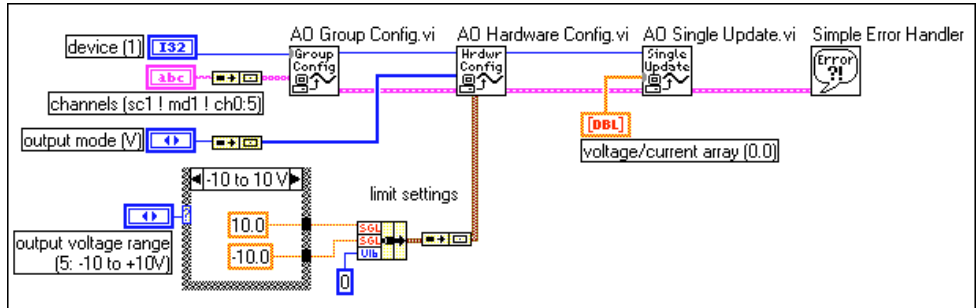 AO Group Config.vi
AO Hardware Config.vi
AO Single Update.vi
Simple Error Handler
device (1)
I32
Group
Config
Hrdwr
Config
Single
Update
Error
?!
abc
channels (sc1 ! md1 ! ch0:5)
output mode (V)
[DBL]
voltage/current array (0.0)
-10 to 10 V
limit settings
?
10.0
-10.0
SGL
SGL
Ulb
0
output voltage range
(5: -10 to +10V)